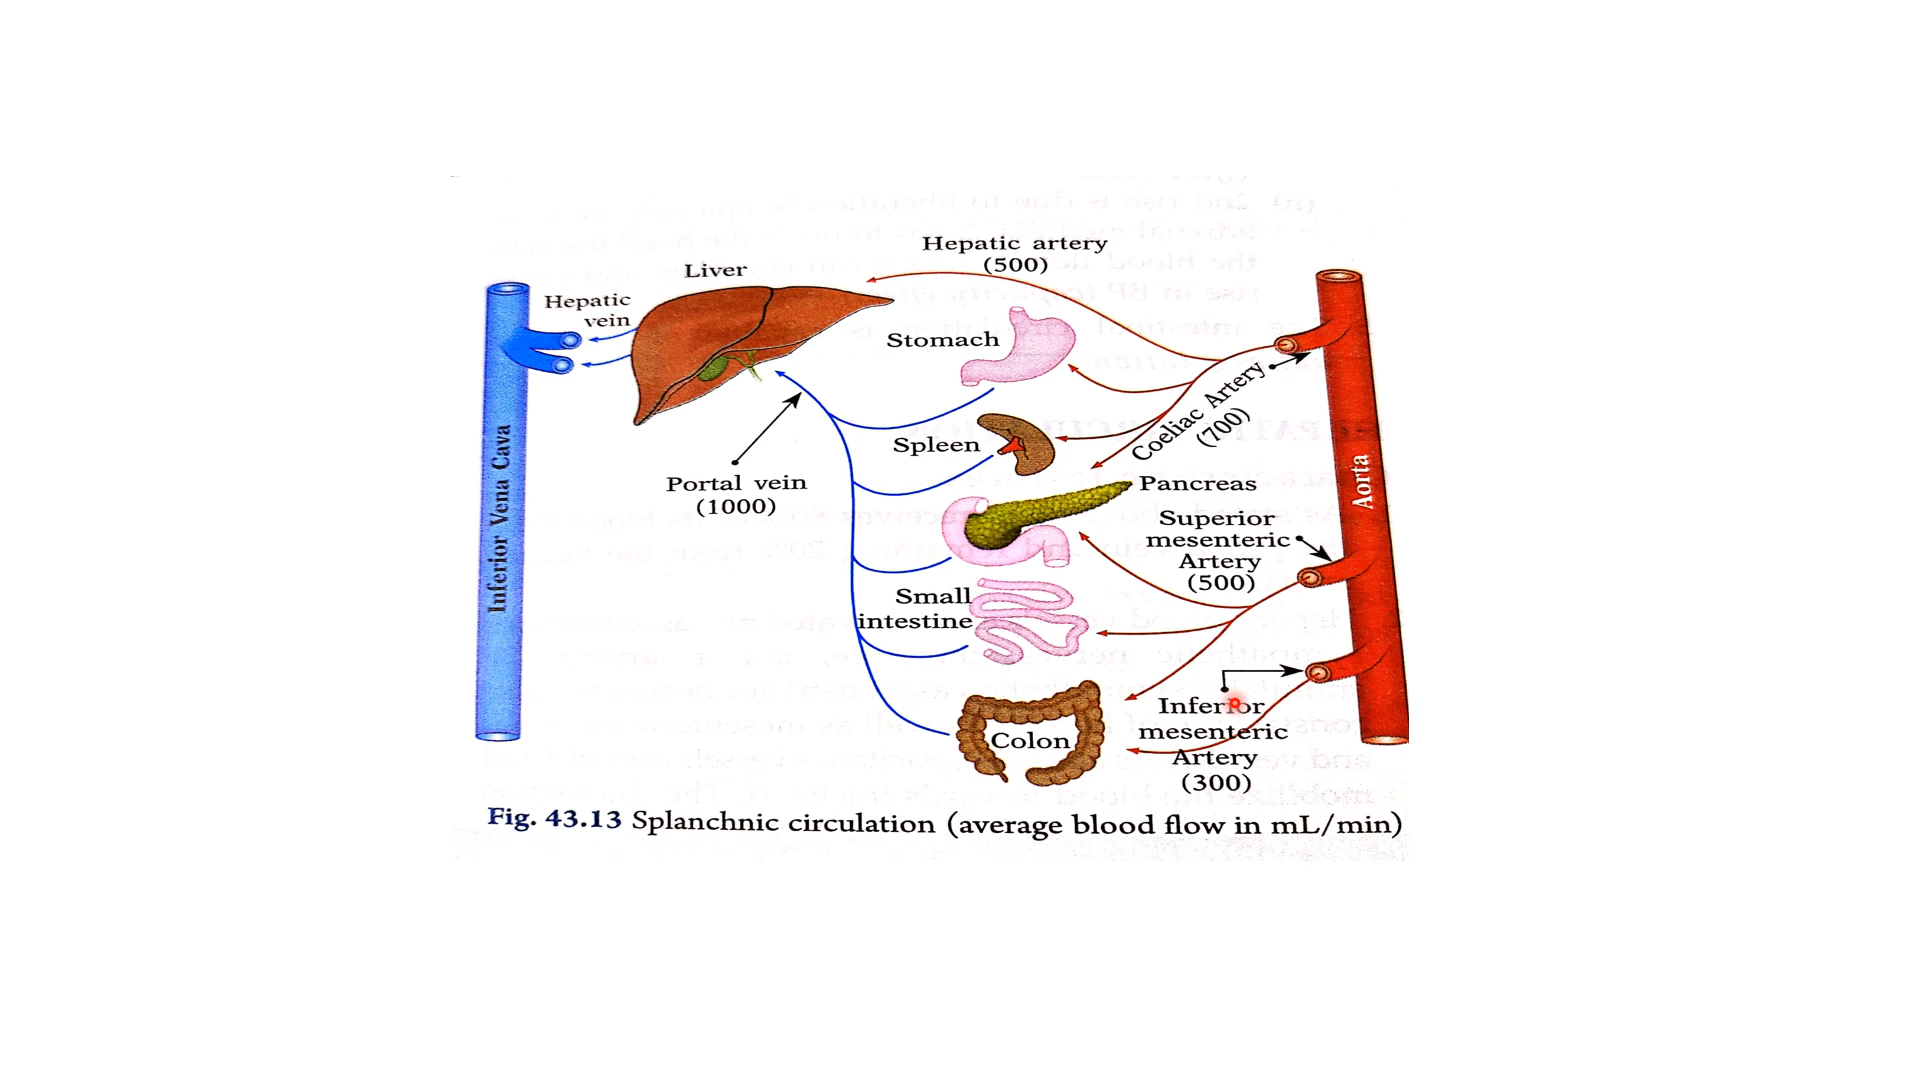 Hepatic artery
(500)
Liver
Hepatic
vein
Stomach
Coeliac Artery
(700)
Spleen
Portal vein
(1000)
Pancreas
Superior
mesenteric
Artery
(500)
Small
intestine
Inferior
mesenteric
Artery
(300)
Colon
Inferior Vena Cava
Aorta
Fig. 43.13 Splanchnic circulation (average blood flow in mL/min)